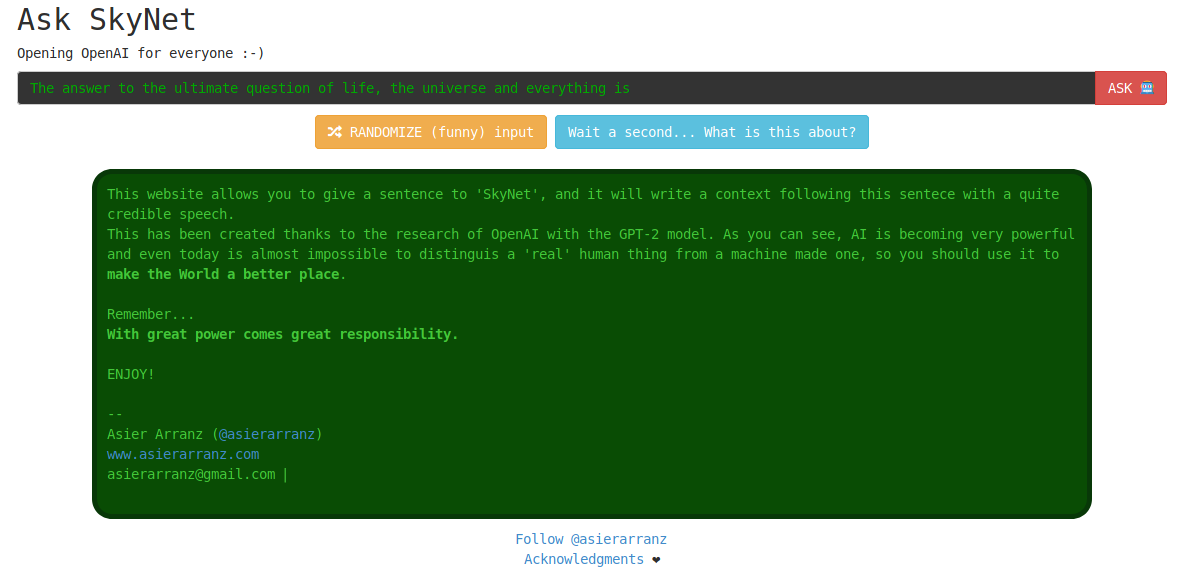 Ask SkyNet
Opening OpenAI for everyone :-)
The answer to the ultimate question of life, the universe and everything is
ASK
RANDOMIZE (funny) input
Wait a second... What is this about?
This website allows you to give a sentence to 'SkyNet', and it will write a context following this sentece with a quite
credible speech.
This has been created thanks to the research of OpenAI with the GPT-2 model. As you can see, AI is becoming very powerful
and even today is almost impossible to distinguis a 'real' human thing from a machine made one, so you should use it to
make the World a better place.
Remember...
With great power comes great responsibility.
ENJOY!
--
Asier Arranz (@asierarranz)
www.asierarranz.com
asierarranz@gmail.com |
Follow @asierarranz
Acknowledgments ❤